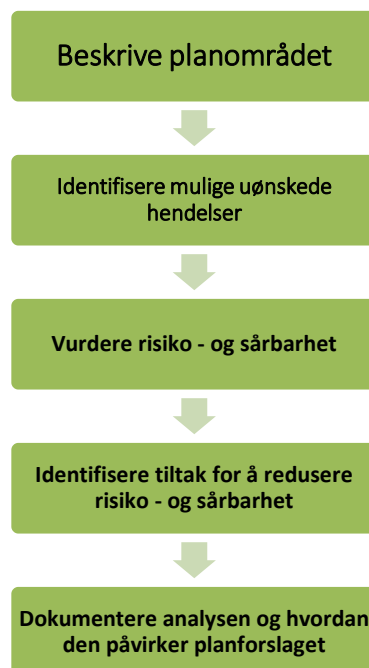 Beskrive planområdet
Identifisere mulige uønskede
hendelser
Vurdere risiko - og sårbarhet
Identifisere tiltak for å redusere
risiko - og sårbarhet
Dokumentere analysen og hvordan
den påvirker planforslaget